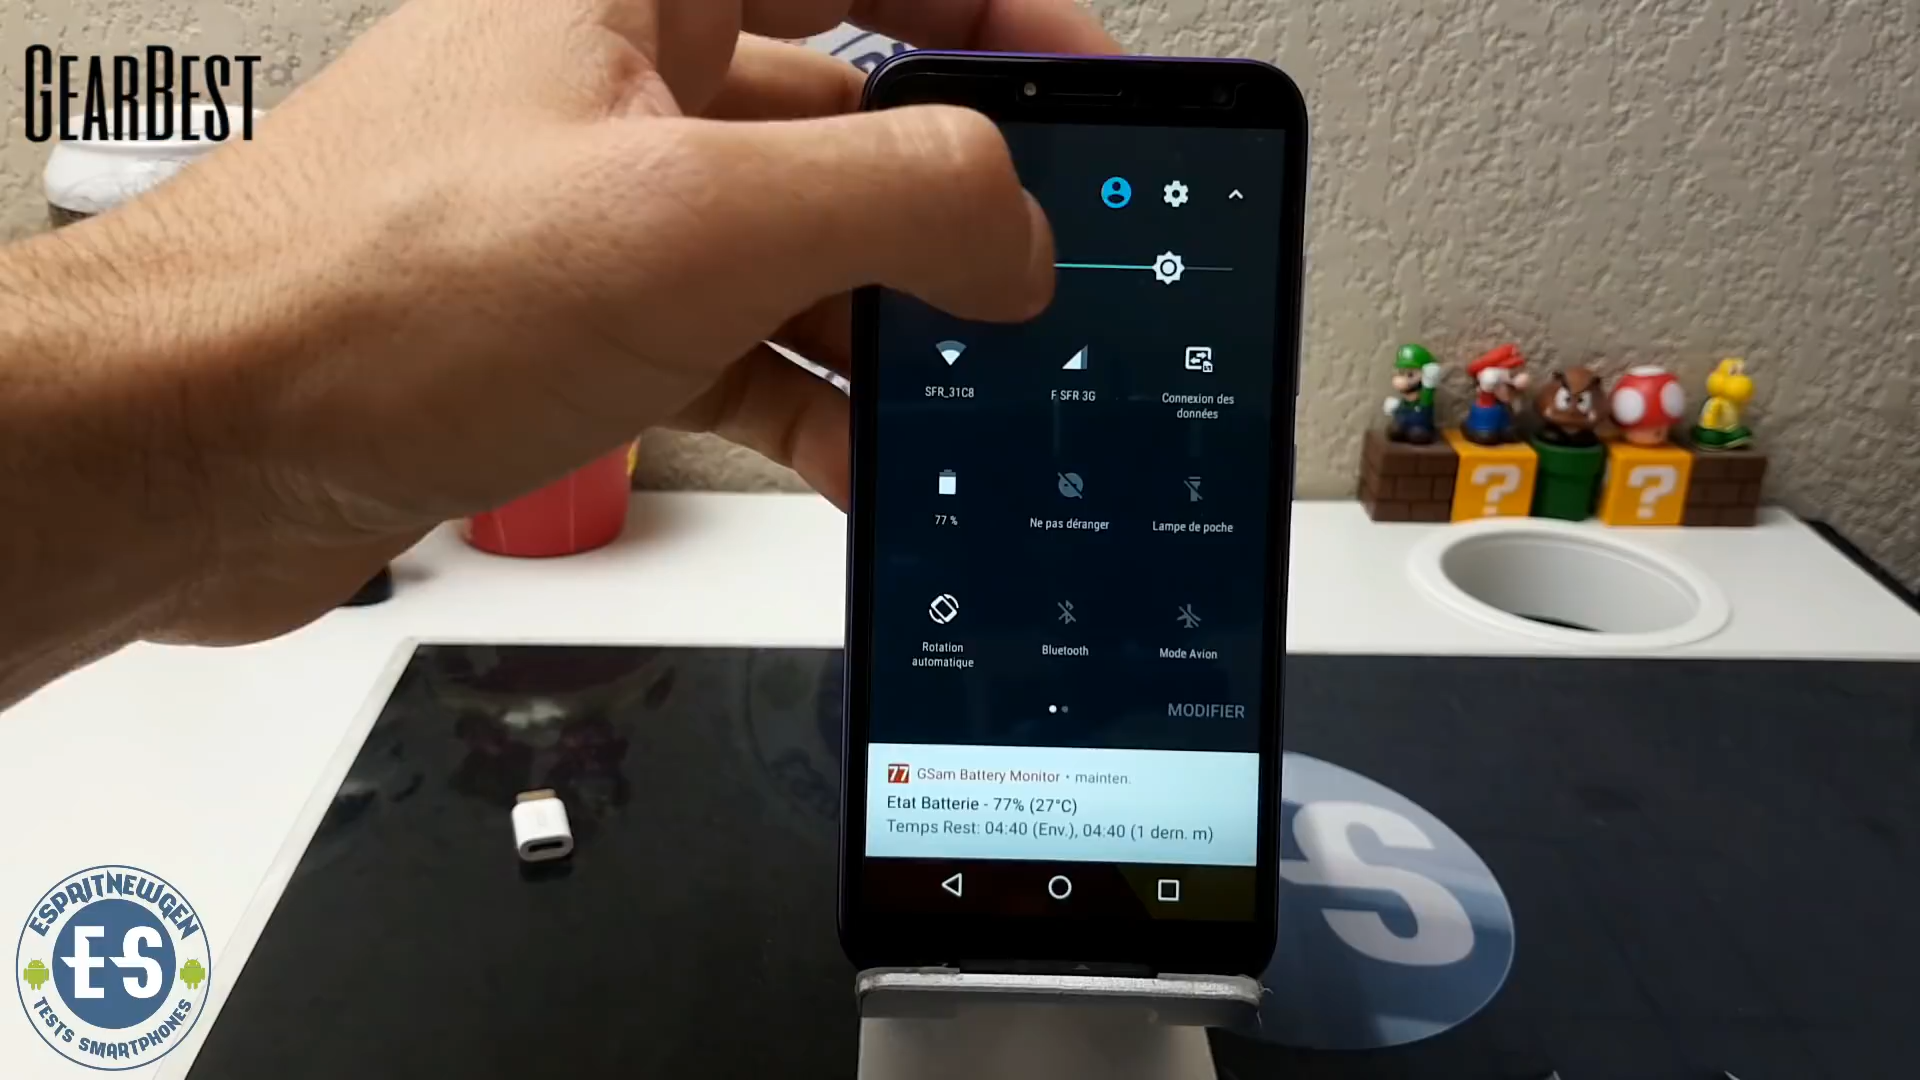 GEARBEST
SFR_31C8
F SFR 3G
Connexion des
données
77 %
Ne pas déranger
Lampe de poche
Rotation
automatique
Bluetooth
Mode Avion
MODIFIER
77 GSam Battery Monitor • mainten.
Etat Batterie - 77% (27°C)
Temps Rest: 04:40 (Env.), 04:40 (1 dern. m)
? ?
S
ESPRITNEWGEN
ES
TESTS SMARTPHONES